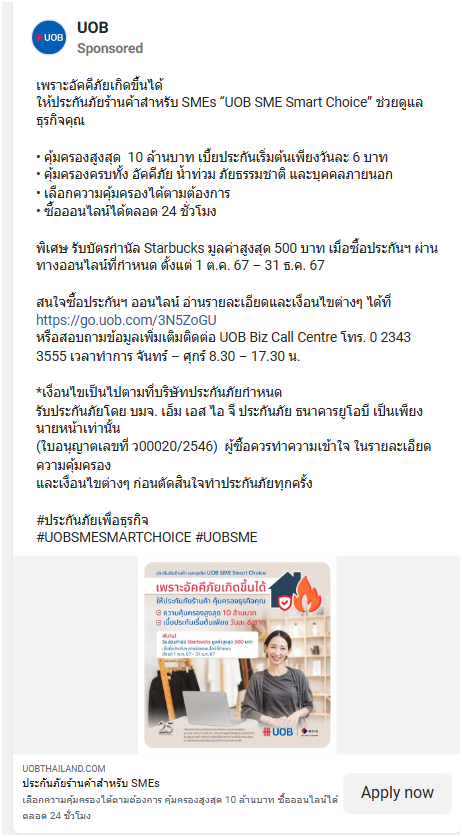 UOB
Sponsored
เพราะอัคคีภัยเกิดขึ้นได้
ให้ประกันภัยร้านค้าสำหรับ SMEs “UOB SME Smart Choice” ช่วยดูแล
ธุรกิจคุณ
• คุ้มครองสูงสุด 10 ล้านบาท เบี้ยประกันเริ่มต้นเพียงวันละ 6 บาท
• คุ้มครองครบทั้ง อัคคีภัย น้ำท่วม ภัยธรรมชาติ และบุคคลภายนอก
• เลือกความคุ้มครองได้ตามต้องการ
• ซื้อออนไลน์ได้ตลอด 24 ชั่วโมง
พิเศษ รับบัตรกำนัล Starbucks มูลค่าสูงสุด 500 บาท เมื่อซื้อประกันฯ ผ่าน
ทางออนไลน์ที่กำหนด ตั้งแต่ 1 ต.ค. 67 – 31 ธ.ค. 67
สนใจซื้อประกันฯ ออนไลน์ อ่านรายละเอียดและเงื่อนไขต่างๆ ได้ที่
https://go.uob.com/3N5ZoGU
หรือสอบถามข้อมูลเพิ่มเติมติดต่อ UOB Biz Call Centre โทร. 0 2343
3555 เวลาทำการ จันทร์ – ศุกร์ 8.30 – 17.30 น.
*เงื่อนไขเป็นไปตามที่บริษัทประกันภัยกำหนด
รับประกันภัยโดย บมจ. เอ็ม เอส ไอ จี ประกันภัย ธนาคารยูโอบี เป็นเพียง
นายหน้าเท่านั้น
(ใบอนุญาตเลขที่ ว00020/2546) ผู้ซื้อควรทำความเข้าใจ ในรายละเอียด
ความคุ้มครอง
และเงื่อนไขต่างๆ ก่อนตัดสินใจทำประกันภัยทุกครั้ง
#ประกันภัยเพื่อธุรกิจ
#UOBSMESMARTCHOICE #UOBSME
ประกันภัยร้านค้า และธุรกิจ UOB SME Smart Choice
เพราะอัคคีภัยเกิดขึ้นได้
ให้ประกันภัยร้านค้า คุ้มครองธุรกิจคุณ
ความคุ้มครองสูงสุด 10 ล้านบาท
เบี้ยประกันเริ่มต้นเพียง วันละ 6 บาท
พิเศษ!
รับบัตรกำนัล Starbucks มูลค่าสูงสุด 500 บาท
เมื่อซื้อประกันฯ ทางออนไลน์ที่กำหนด
ตั้งแต่ 1 ต.ค. 67 – 31 ธ.ค. 67
25
UOB
MSIG
UOBTHAILAND.COM
ประกันภัยร้านค้าสำหรับ SMEs
เลือกความคุ้มครองได้ตามต้องการ คุ้มครองสูงสุด 10 ล้านบาท ซื้อออนไลน์ได้
ตลอด 24 ชั่วโมง
Apply now